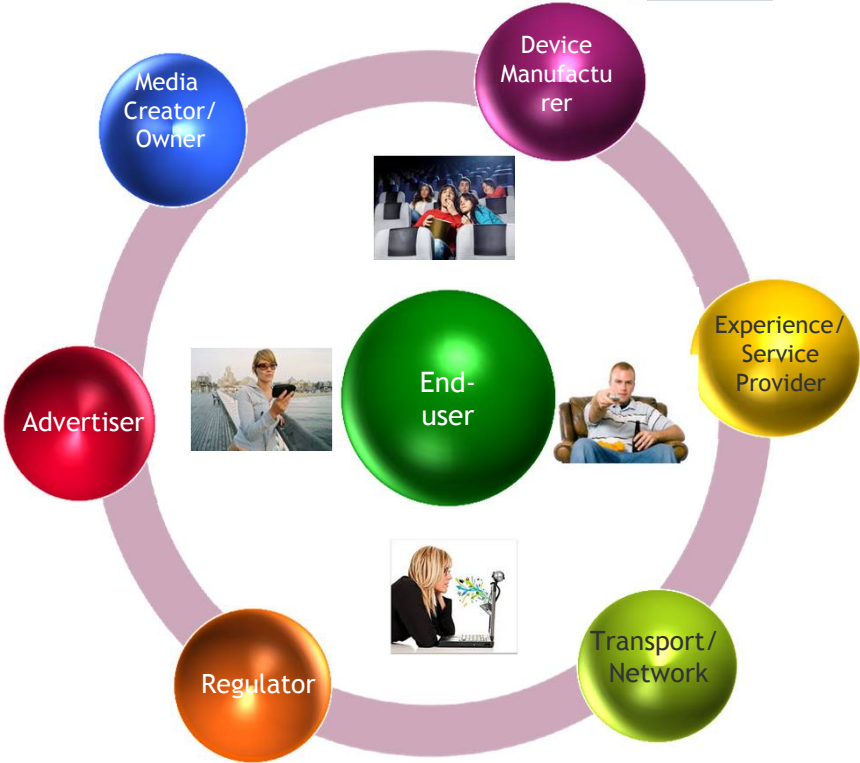 Device
Manufactu
rer
Media
Creator/
Owner
Experience/
Service
Provider
End-
user
Advertiser
Transport/
Network
Regulator